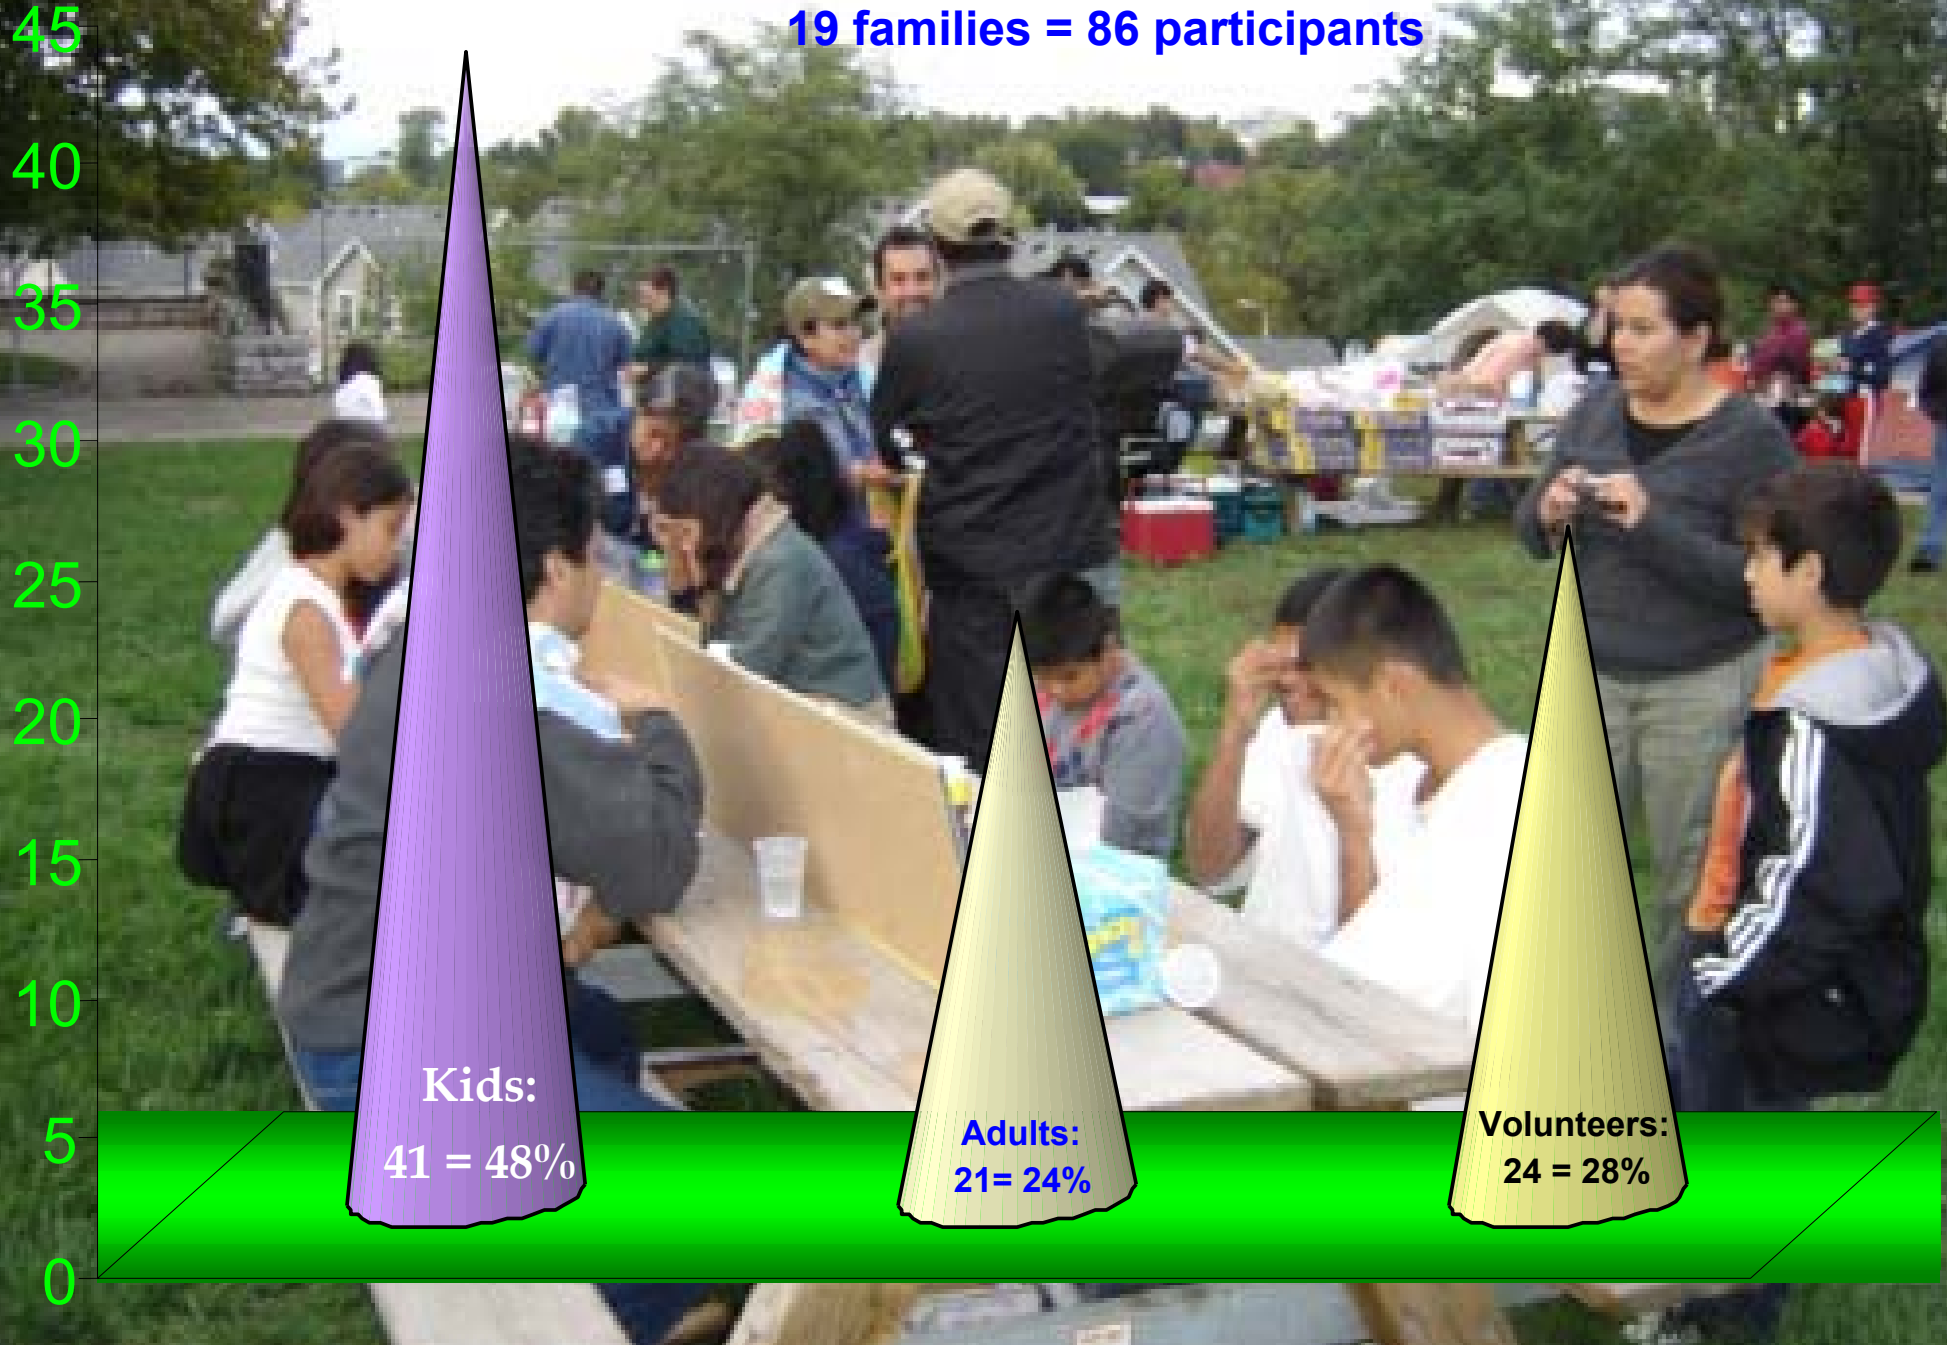 19 families = 86 participants
45
40
35
30
25
20
15
10
5
0
Kids:
41 = 48%
Adults:
21= 24%
Volunteers:
24 = 28%